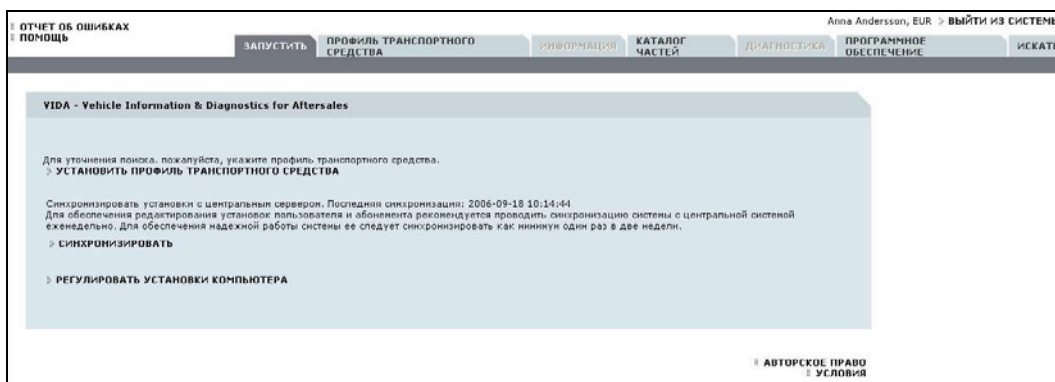 ОТЧЕТ ОБ ОШИБКАХ
ПОМОЩЬ
Anna Andersson, EUR > ВЫЙТИ ИЗ СИСТЕМЫ
ЗАПУСТИТЬ
ПРОФИЛЬ ТРАНСПОРТНОГО
СРЕДСТВА
ИНФОРМАЦИЯ
КАТАЛОГ
ЧАСТЕЙ
ДИАГНОСТИКА
ПРОГРАММНОЕ
ОБЕСПЕЧЕНИЕ
ИСКАТЬ
VIDA - Vehicle Information & Diagnostics for Aftersales
Для уточнения поиска. пожалуйста, укажите профиль транспортного средства.
> УСТАНОВИТЬ ПРОФИЛЬ ТРАНСПОРТНОГО СРЕДСТВА
Синхронизировать установки с центральным сервером. Последняя синхронизация: 2006-09-18 10:14:44
Для обеспечения редактирования установок пользователя и абонемента рекомендуется проводить синхронизацию системы с центральной системой
еженедельно. Для обеспечения надежной работы системы ее следует синхронизировать как минимум один раз в две недели.
> СИНХРОНИЗИРОВАТЬ
> РЕГУЛИРОВАТЬ УСТАНОВКИ КОМПЬЮТЕРА
АВТОРСКОЕ ПРАВО
УСЛОВИЯ